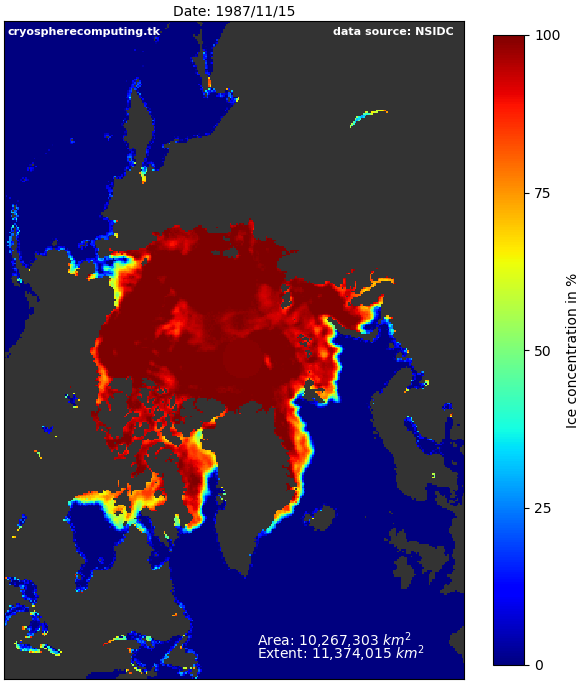 Date: 1987/11/15
cryospherecomputing.tk
data source: NSIDC
100
75
50
25
0
Ice concentration in %
Area: 10,267,303 km²
Extent: 11,374,015 km²